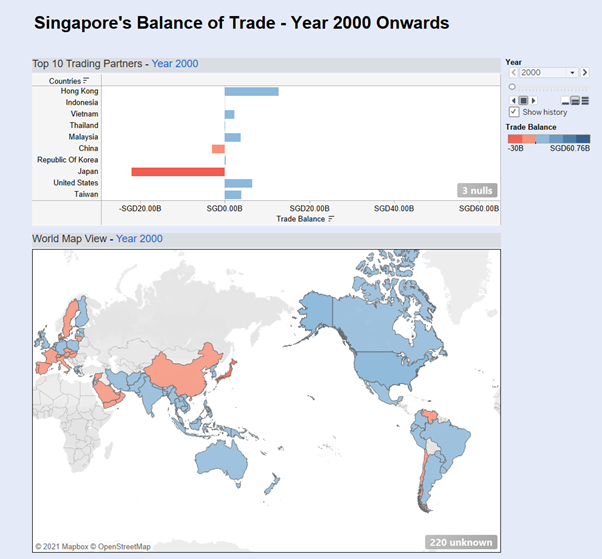 Singapore's Balance of Trade - Year 2000 Onwards
Top 10 Trading Partners - Year 2000
Countries
Hong Kong
Indonesia
Vietnam
Thailand
Malaysia
China
Republic Of Korea
Japan
United States
Taiwan
3 nulls
-SGD20.00B SGD0.00B SGD20.00B SGD40.00B SGD60.00B
Trade Balance
Year
2000
Show history
Trade Balance
-30B SGD60.76B
World Map View - Year 2000
© 2021 Mapbox © OpenStreetMap
220 unknown